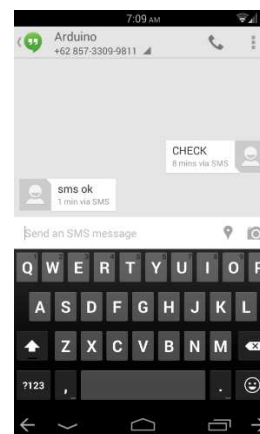 7:09 AM
Arduino
+62 857-3309-9811
CHECK
8 mins via SMS
sms ok
1 min via SMS
Send an SMS message
Q W E R T Y U I O P
A S D F G H J K L
Z X C V B N M
?123 , .